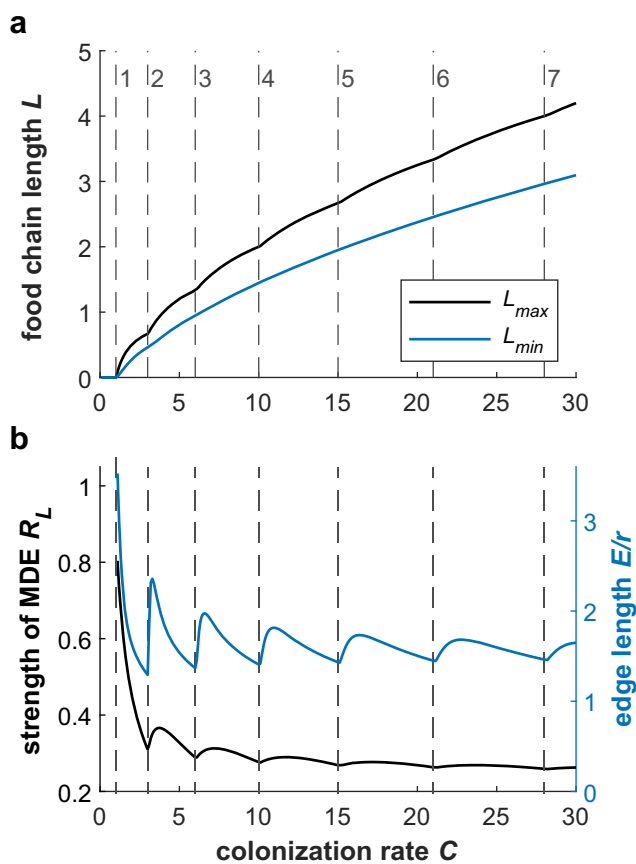 a
food chain length L
5
4
3
2
1
0
1 2 3 4 5 6 7
L_max
L_min
0 5 10 15 20 25 30
b
strength of MDE R_L
1
0.8
0.6
0.4
0.2
edge length E/r
3
2
1
0
0 5 10 15 20 25 30
colonization rate C